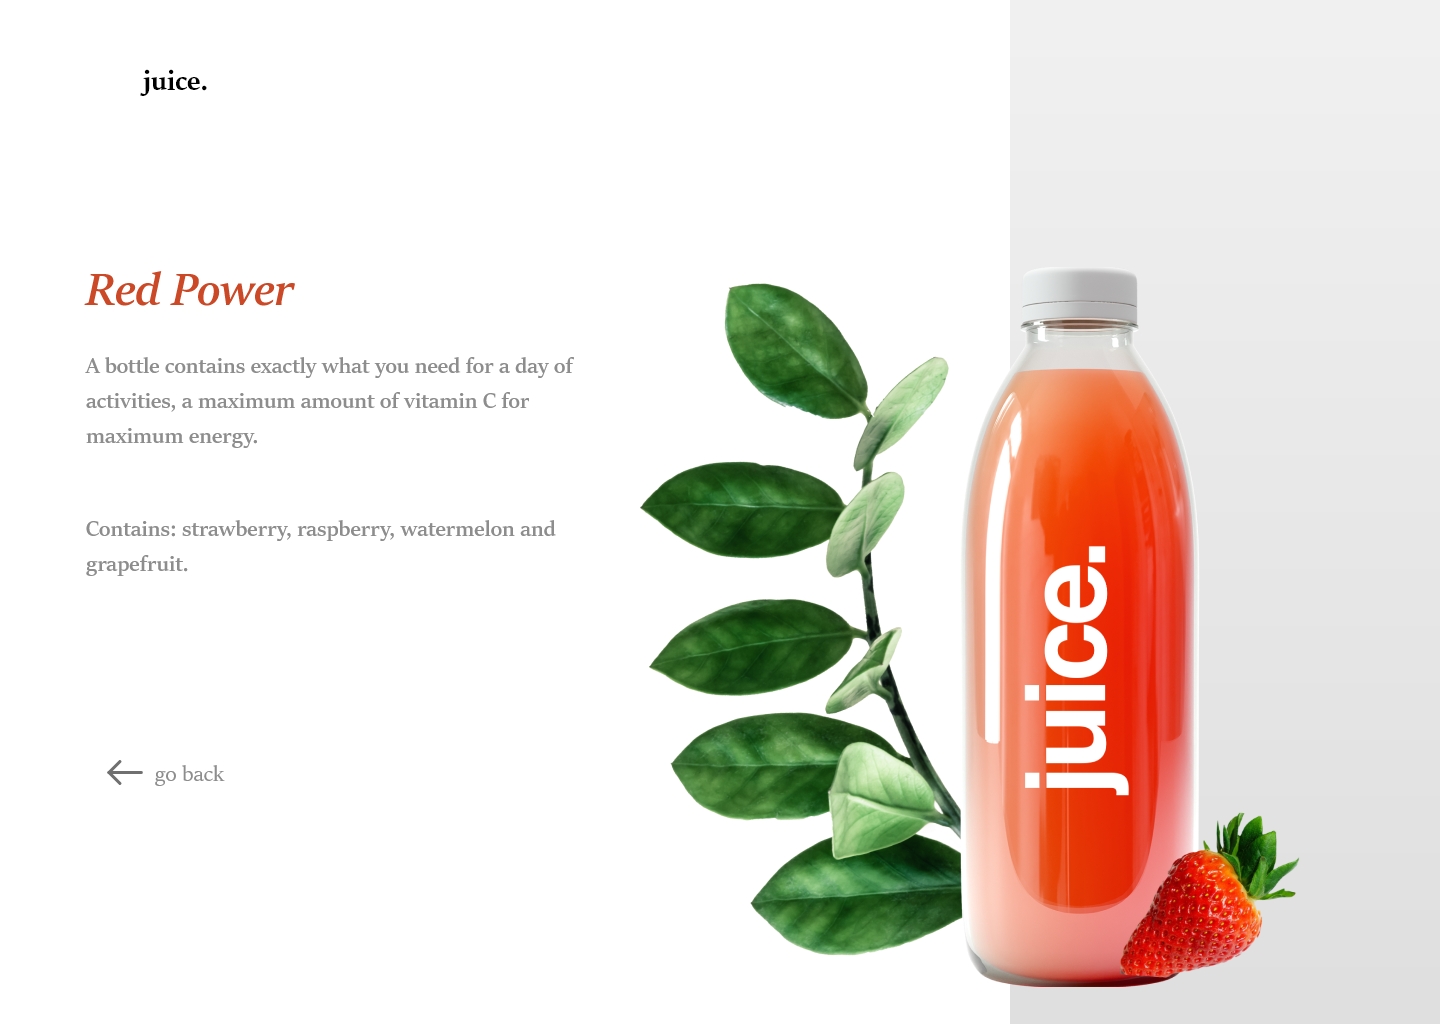 juice.
Red Power
A bottle contains exactly what you need for a day of
activities, a maximum amount of vitamin C for
maximum energy.
Contains: strawberry, raspberry, watermelon and
grapefruit.
go back
juice.